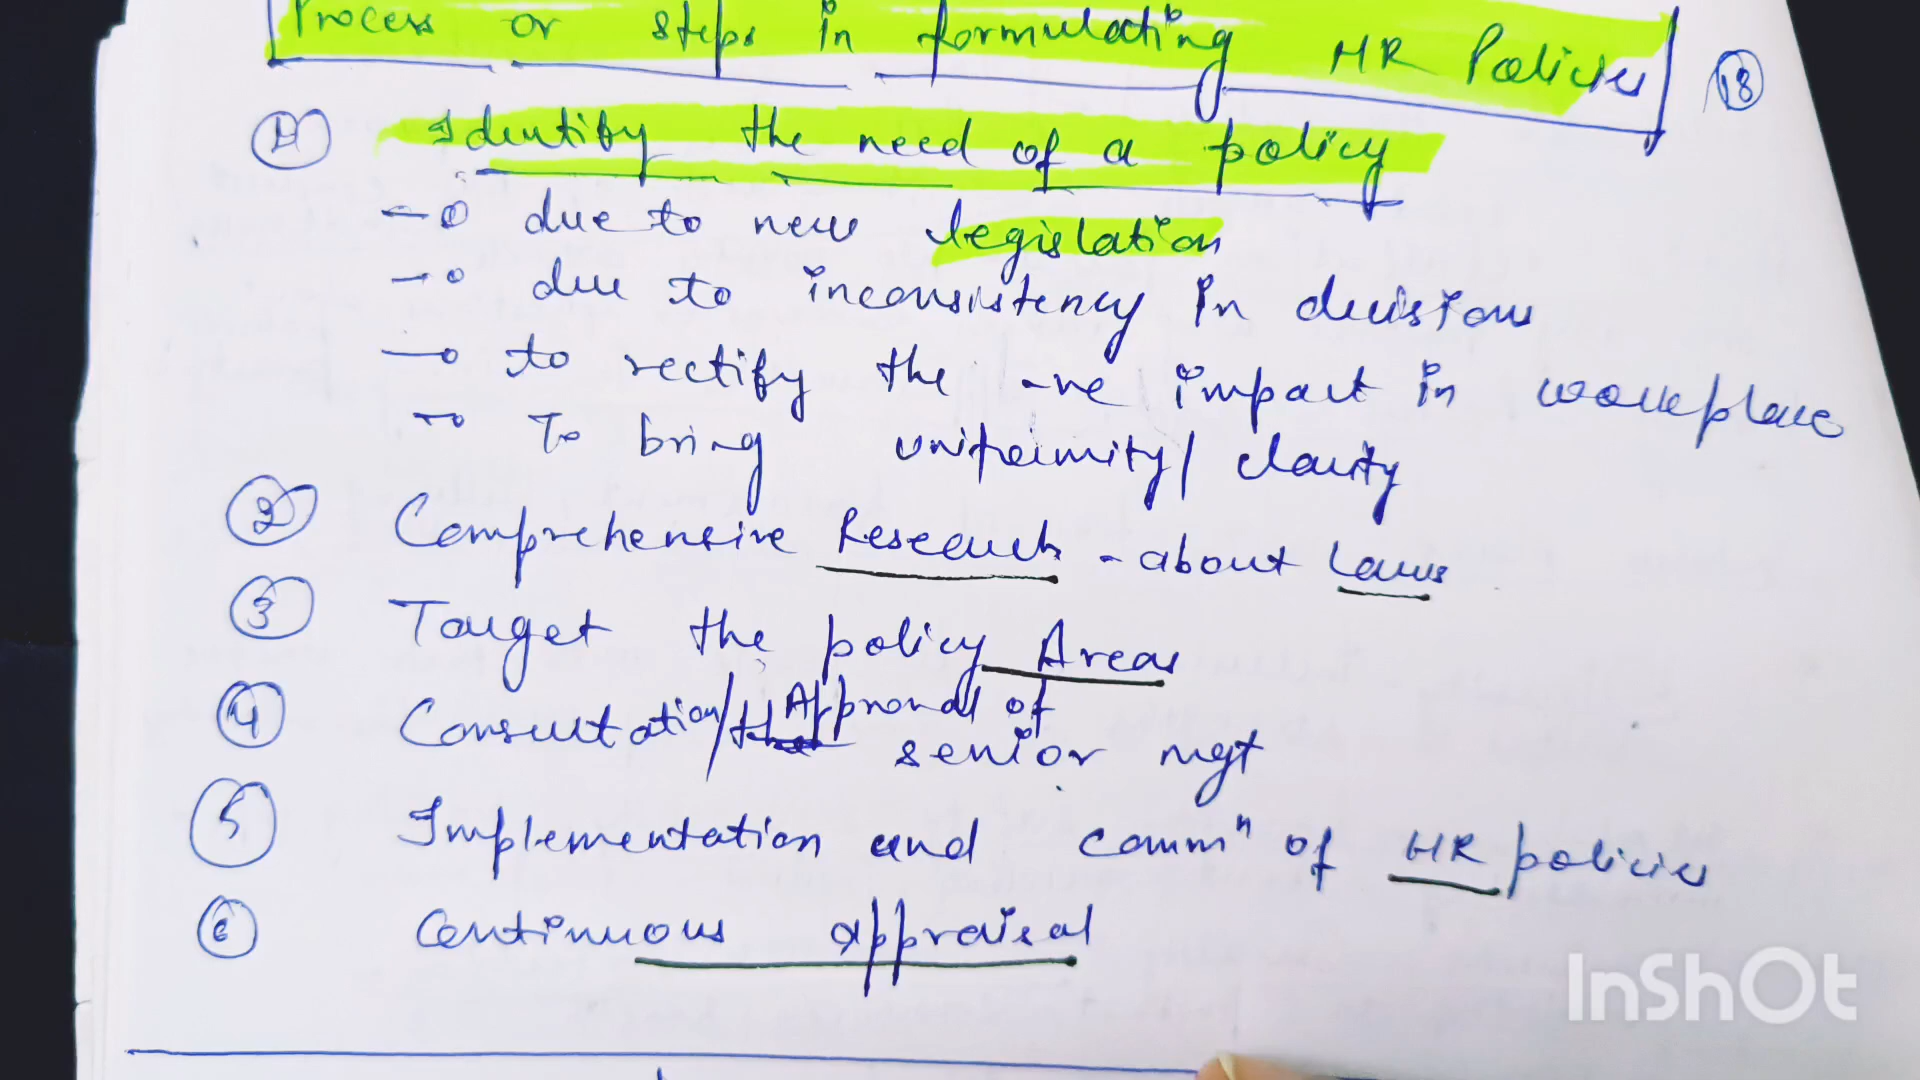 Process or steps in formulating HR Policies
18
1 Identify the need of a policy
→ due to new legislation
→ due to inconsistency in decisions
→ to rectify the -ve impact in workplace
→ To bring uniformity/ clarity
2 Comprehensive Research - about Laws
3 Target the policy Areas
4 Consultation/ Approval of senior mgt
5 Implementation and commⁿ of HR policies
6 Continuous appraisal
InShOt